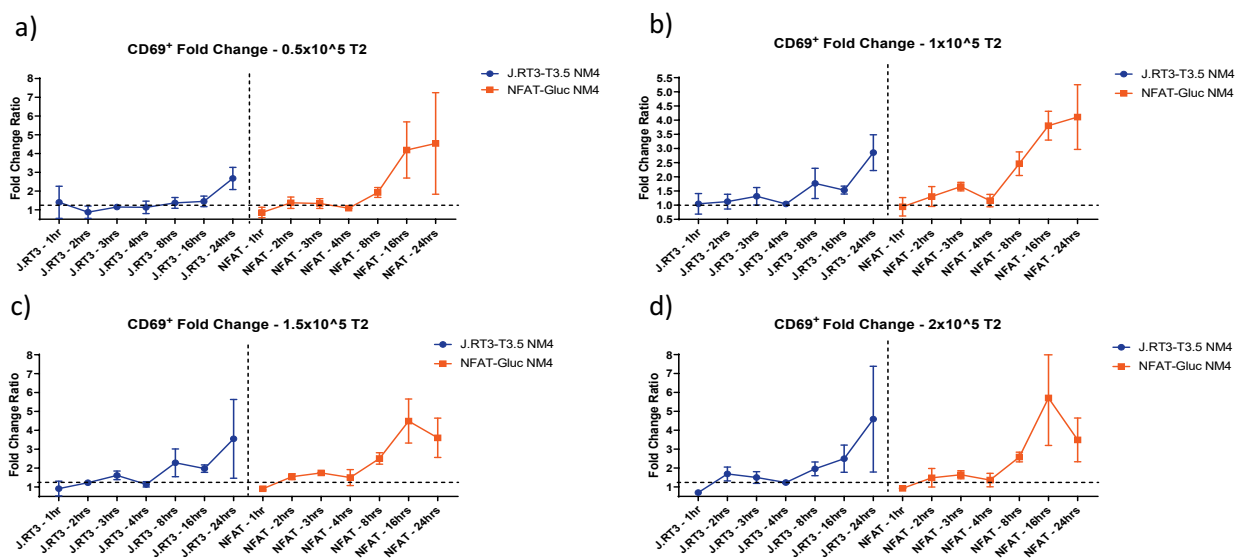 a)
CD69+ Fold Change - 0.5x10^5 T2
J.RT3-T3.5 NM4
NFAT-Gluc NM4
Fold Change Ratio
8
7
6
5
4
3
2
1
J.RT3 - 1hr
J.RT3 - 2hrs
J.RT3 - 3hrs
J.RT3 - 4hrs
J.RT3 - 8hrs
J.RT3 - 16hrs
J.RT3 - 24hrs
NFAT - 1hr
NFAT - 2hrs
NFAT - 3hrs
NFAT - 4hrs
NFAT - 8hrs
NFAT - 16hrs
NFAT - 24hrs
b)
CD69+ Fold Change - 1x10^5 T2
J.RT3-T3.5 NM4
NFAT-Gluc NM4
Fold Change Ratio
5.5
5.0
4.5
4.0
3.5
3.0
2.5
2.0
1.5
1.0
0.5
J.RT3 - 1hr
J.RT3 - 2hrs
J.RT3 - 3hrs
J.RT3 - 4hrs
J.RT3 - 8hrs
J.RT3 - 16hrs
J.RT3 - 24hrs
NFAT - 1hr
NFAT - 2hrs
NFAT - 3hrs
NFAT - 4hrs
NFAT - 8hrs
NFAT - 16hrs
NFAT - 24hrs
c)
CD69+ Fold Change - 1.5x10^5 T2
J.RT3-T3.5 NM4
NFAT-Gluc NM4
Fold Change Ratio
8
7
6
5
4
3
2
1
J.RT3 - 1hr
J.RT3 - 2hrs
J.RT3 - 3hrs
J.RT3 - 4hrs
J.RT3 - 8hrs
J.RT3 - 16hrs
J.RT3 - 24hrs
NFAT - 1hr
NFAT - 2hrs
NFAT - 3hrs
NFAT - 4hrs
NFAT - 8hrs
NFAT - 16hrs
NFAT - 24hrs
d)
CD69+ Fold Change - 2x10^5 T2
J.RT3-T3.5 NM4
NFAT-Gluc NM4
Fold Change Ratio
8
7
6
5
4
3
2
1
J.RT3 - 1hr
J.RT3 - 2hrs
J.RT3 - 3hrs
J.RT3 - 4hrs
J.RT3 - 8hrs
J.RT3 - 16hrs
J.RT3 - 24hrs
NFAT - 1hr
NFAT - 2hrs
NFAT - 3hrs
NFAT - 4hrs
NFAT - 8hrs
NFAT - 16hrs
NFAT - 24hrs